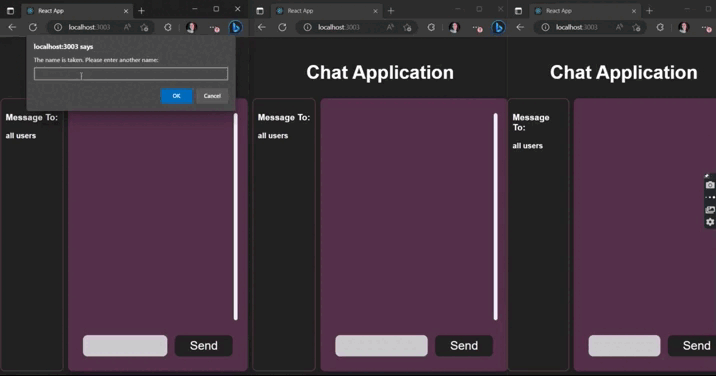 React App
localhost:3003
localhost:3003 says
The name is taken. Please enter another name:
OK
Cancel
Message To:
all users
Send
React App
localhost:3003
Chat Application
Message To:
all users
Send
React App
localhost:3003
Chat Application
Message
To:
all users
Send